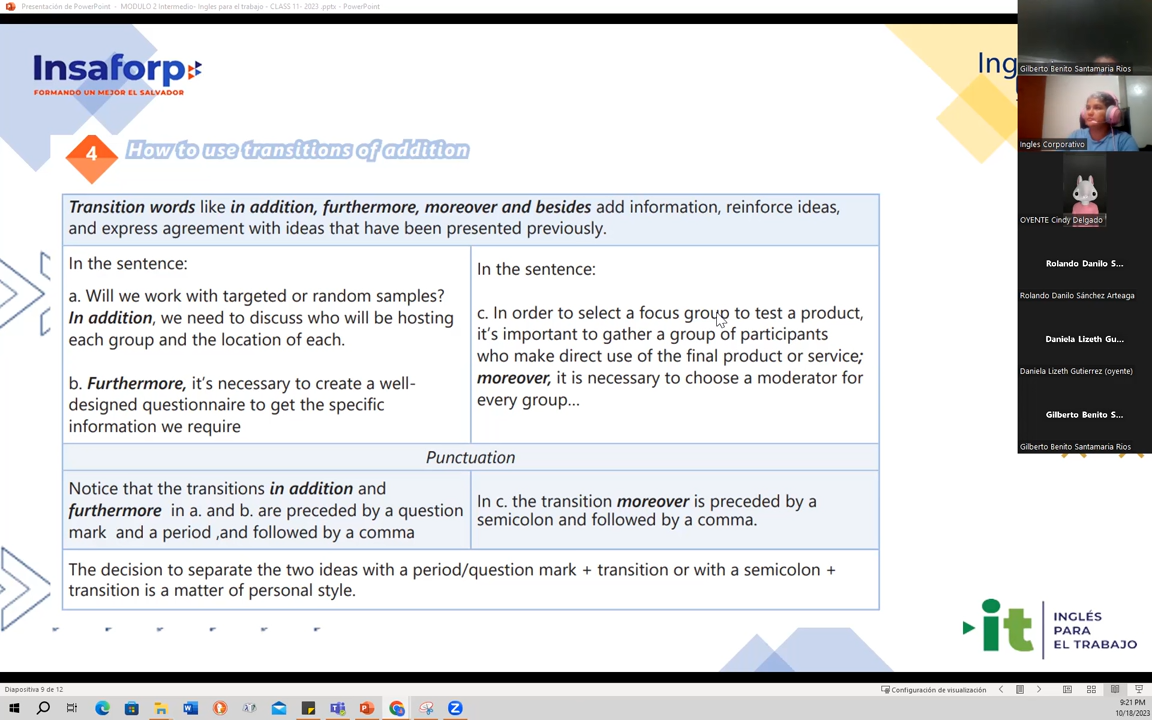 Presentación de PowerPoint - MODULO 2 Intermedio- Ingles para el trabajo - CLASS 11- 2023 .pptx - PowerPoint
Insaforp
FORMANDO UN MEJOR EL SALVADOR
Ing
4
How to use transitions of addition
Transition words like in addition, furthermore, moreover and besides add information, reinforce ideas,
and express agreement with ideas that have been presented previously.
In the sentence:
a. Will we work with targeted or random samples?
In addition, we need to discuss who will be hosting
each group and the location of each.
b. Furthermore, it's necessary to create a well-
designed questionnaire to get the specific
information we require
In the sentence:
c. In order to select a focus group to test a product,
it's important to gather a group of participants
who make direct use of the final product or service;
moreover, it is necessary to choose a moderator for
every group...
Punctuation
Notice that the transitions in addition and
furthermore in a. and b. are preceded by a question
mark and a period ,and followed by a comma
In c. the transition moreover is preceded by a
semicolon and followed by a comma.
The decision to separate the two ideas with a period/question mark + transition or with a semicolon +
transition is a matter of personal style.
it
INGLÉS
PARA
EL TRABAJO
Gilberto Benito Santamaria Rios
Ingles Corporativo
OYENTE Cindy Delgado
Rolando Danilo S...
Rolando Danilo Sánchez Arteaga
Daniela Lizeth Gu...
Daniela Lizeth Gutierrez (oyente)
Gilberto Benito S...
Gilberto Benito Santamaria Rios
Diapositiva 9 de 12
Configuración de visualización
9:21 PM
10/18/2023